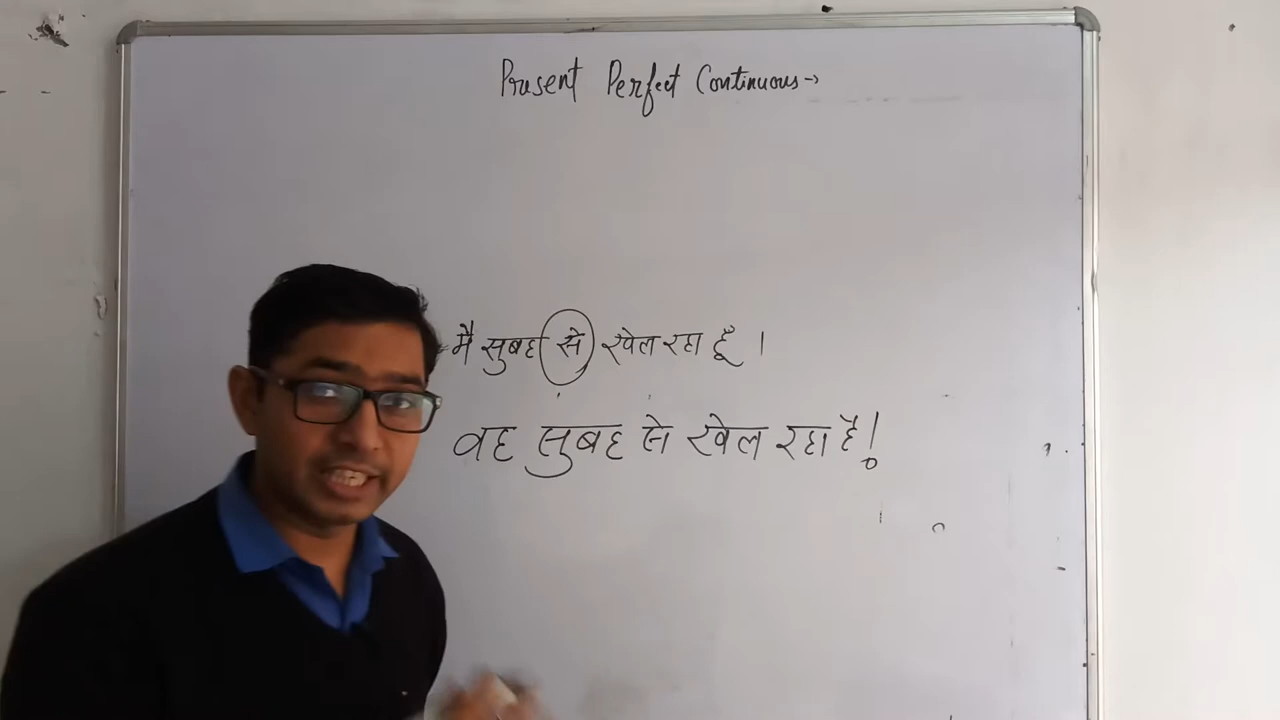 Present Perfect Continuous→
मै सुबह से खेल रहा हूँ ।
वह सुबह से खेल रहा है!